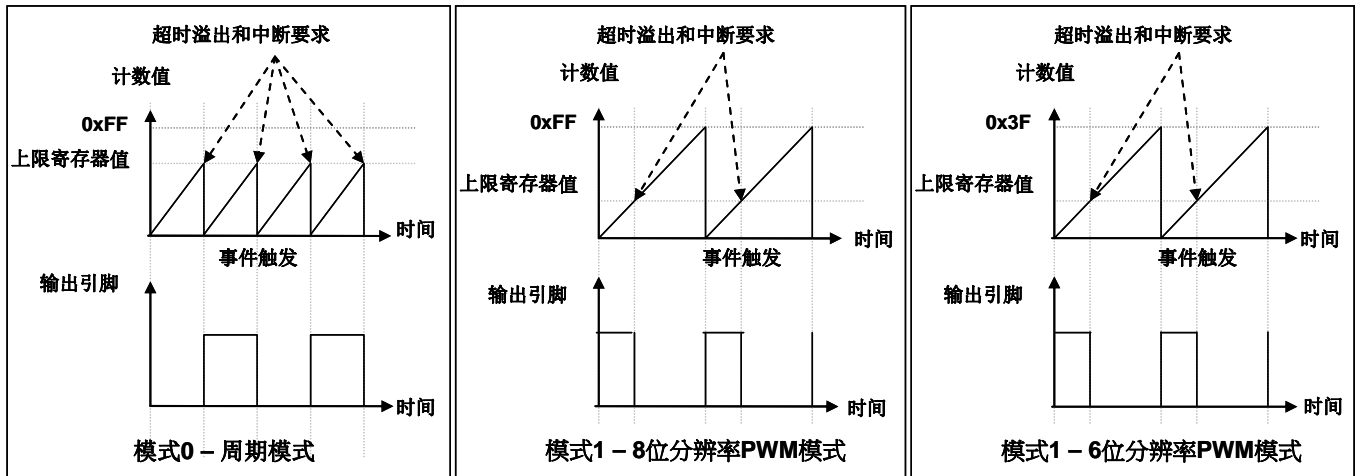 超时溢出和中断要求
计数值
0xFF
上限寄存器值
时间
事件触发
输出引脚
时间
模式0 – 周期模式
超时溢出和中断要求
计数值
0xFF
上限寄存器值
时间
事件触发
输出引脚
时间
模式1 – 8位分辨率PWM模式
超时溢出和中断要求
计数值
0x3F
上限寄存器值
时间
事件触发
输出引脚
时间
模式1 – 6位分辨率PWM模式